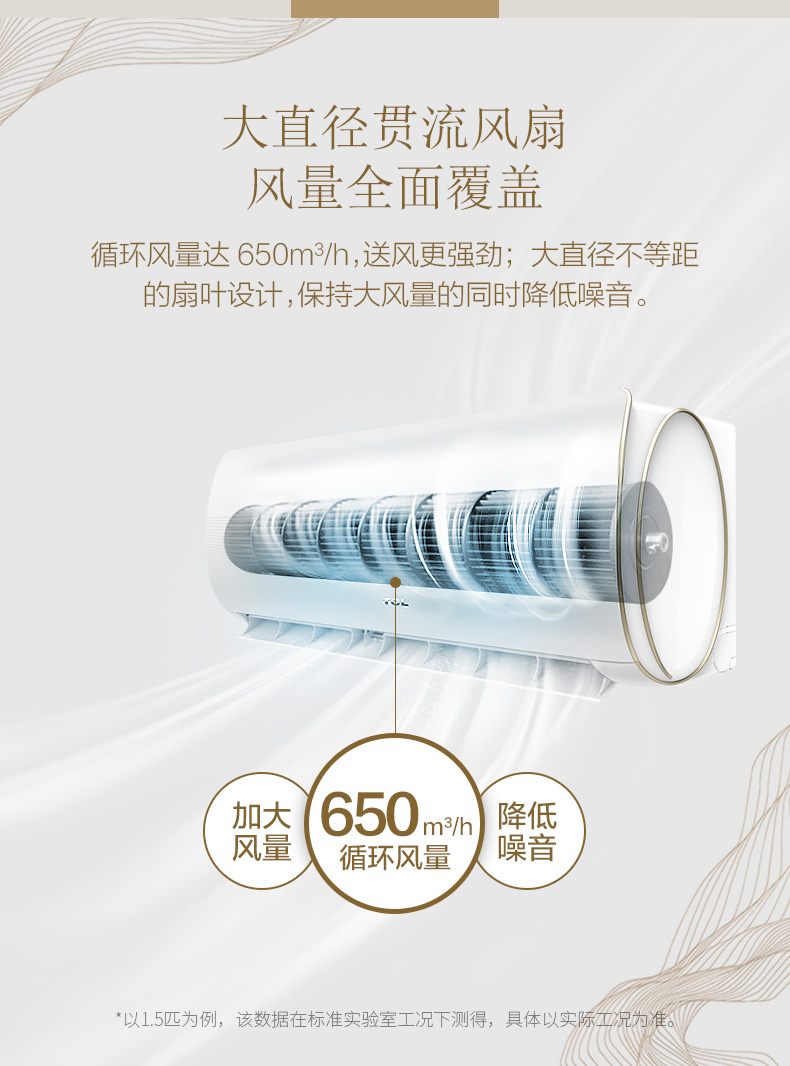 大直径贯流风扇
风量全面覆盖
循环风量达 650m³/h,送风更强劲；大直径不等距
的扇叶设计,保持大风量的同时降低噪音。
TCL
加大
风量
650 m³/h
循环风量
降低
噪音
*以1.5匹为例，该数据在标准实验室工况下测得，具体以实际工况为准。